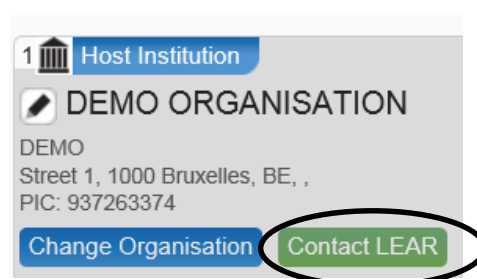 1 Host Institution
DEMO ORGANISATION
DEMO
Street 1, 1000 Bruxelles, BE, ,
PIC: 937263374
Change Organisation Contact LEAR